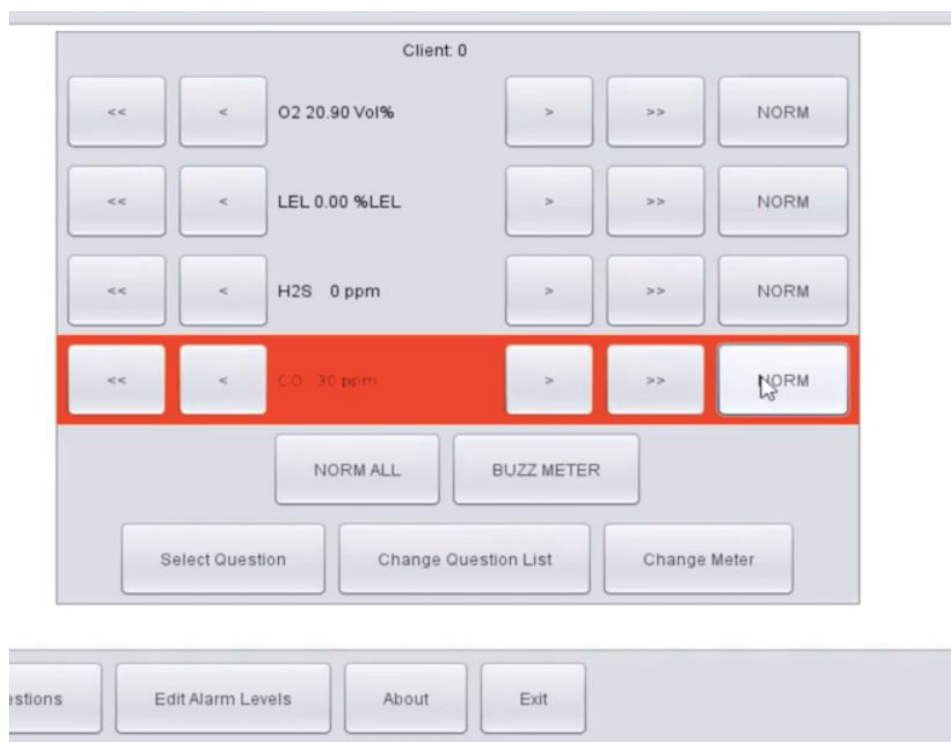 Client: 0
<< < O2 20.90 Vol% > >> NORM
<< < LEL 0.00 %LEL > >> NORM
<< < H2S 0 ppm > >> NORM
<< < CO 30 ppm > >> NORM
NORM ALL BUZZ METER
Select Question Change Question List Change Meter
estions Edit Alarm Levels About Exit